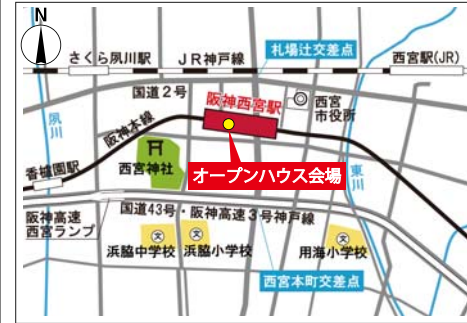 N
さくら夙川駅
JR神戸線
札場辻交差点
西宮駅(JR)
国道2号
阪神西宮駅
西宮
市役所
夙川
阪神本線
西宮神社
東川
香櫨園駅
オープンハウス会場
阪神高速
西宮ランプ
国道43号・阪神高速3号神戸線
文
浜脇中学校
文
浜脇小学校
文
用海小学校
西宮本町交差点